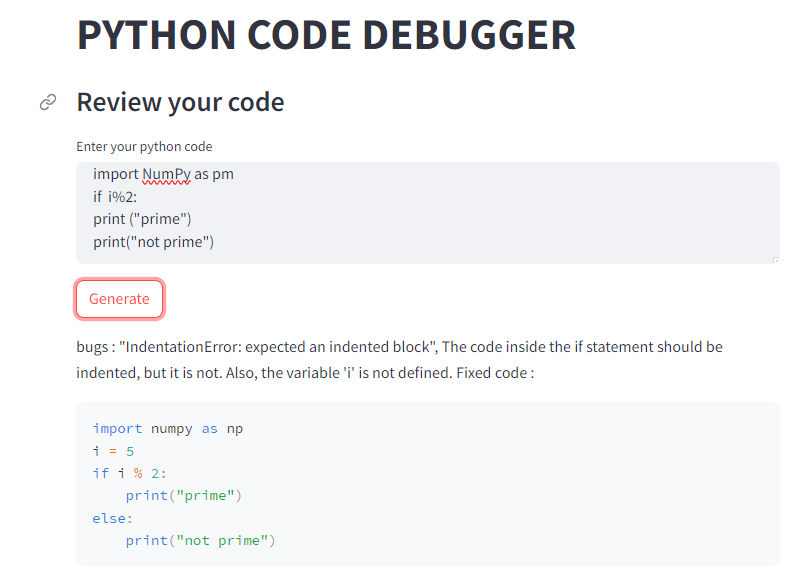 PYTHON CODE DEBUGGER
Review your code
Enter your python code
import NumPy as pm
if  i%2:
print ("prime")
print("not prime")
Generate
bugs : "IndentationError: expected an indented block", The code inside the if statement should be
indented, but it is not. Also, the variable 'i' is not defined. Fixed code :
import numpy as np
i = 5
if i % 2:
    print("prime")
else:
    print("not prime")